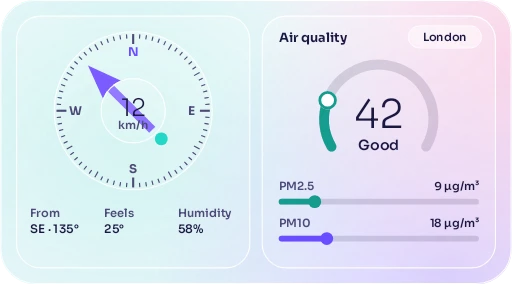 N
W
12
E
km/h
S
From
Feels
Humidity
SE · 135°
25°
58%
Air quality
London
42
Good
PM2.5
9 µg/m³
PM10
18 µg/m³